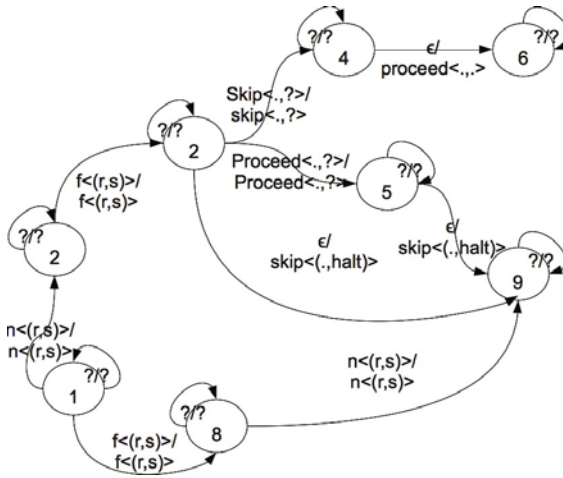 ?/?
4
ϵ/
proceed<.,.>
?/?
6
Skip<.,?>/
skip<.,?>
?/?
2
f<(r,s)>/
f<(r,s)>
Proceed<.,?>/
Proceed<.,?>
?/?
5
?/?
2
ϵ/
skip<(.,halt)>
ϵ/
skip<(.,halt)>
?/?
9
n<(r,s)>/
n<(r,s)>
?/?
1
n<(r,s)>/
n<(r,s)>
?/?
8
f<(r,s)>/
f<(r,s)>